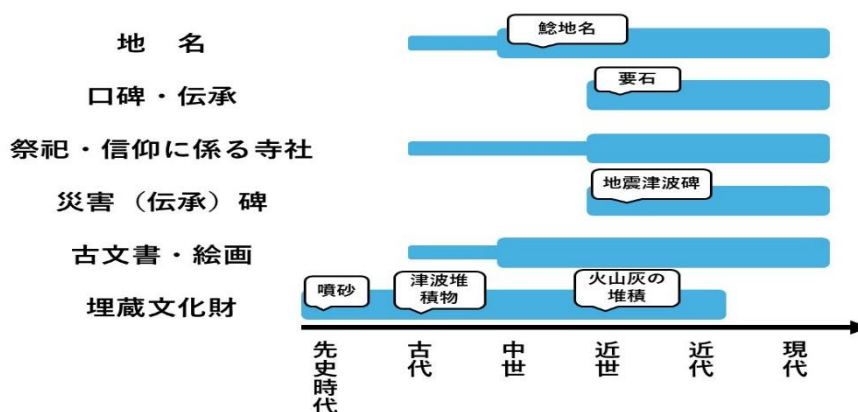 地　名
鯰地名
口碑・伝承
要石
祭祀・信仰に係る寺社
災害（伝承）碑
地震津波碑
古文書・絵画
埋蔵文化財
噴砂
津波堆
積物
火山灰の
堆積
先史時代
古代
中世
近世
近代
現代